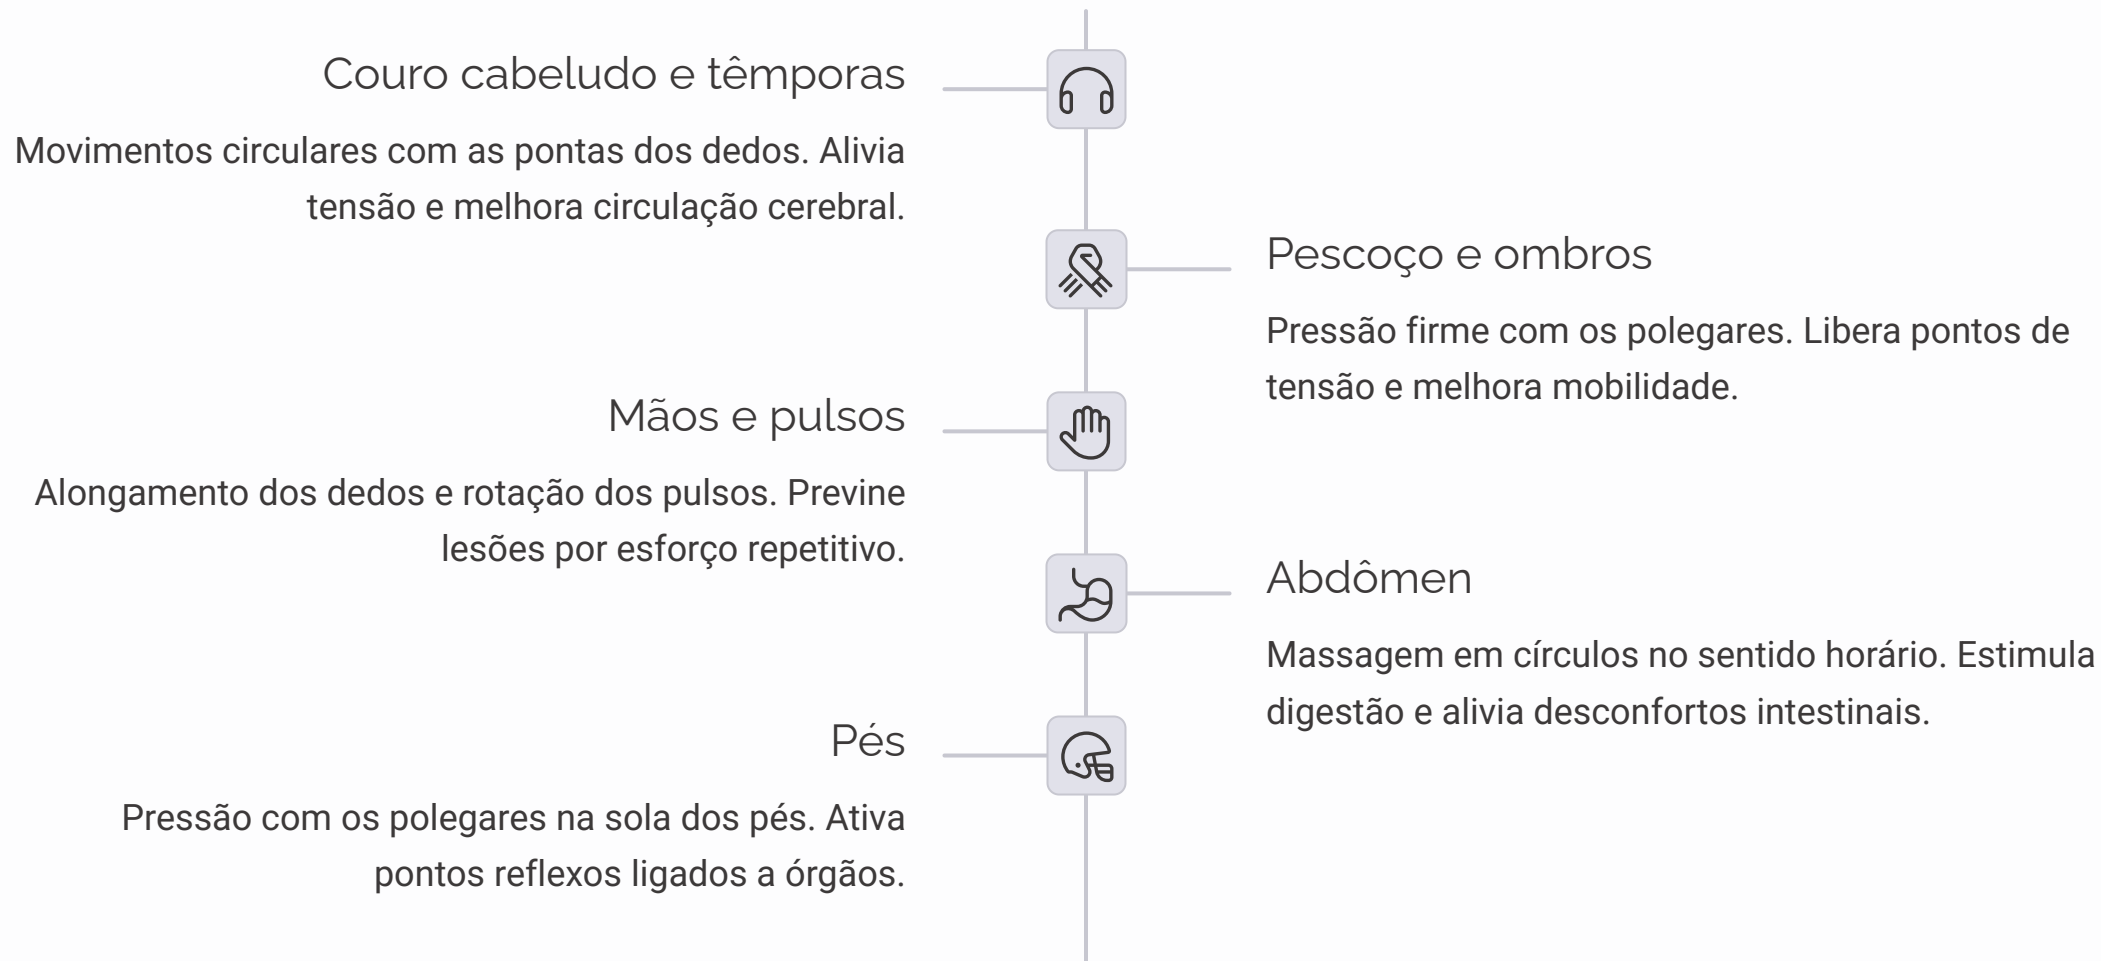 Couro cabeludo e têmporas
Movimentos circulares com as pontas dos dedos. Alivia
tensão e melhora circulação cerebral.
Pescoço e ombros
Pressão firme com os polegares. Libera pontos de
tensão e melhora mobilidade.
Mãos e pulsos
Alongamento dos dedos e rotação dos pulsos. Previne
lesões por esforço repetitivo.
Abdômen
Massagem em círculos no sentido horário. Estimula
digestão e alivia desconfortos intestinais.
Pés
Pressão com os polegares na sola dos pés. Ativa
pontos reflexos ligados a órgãos.